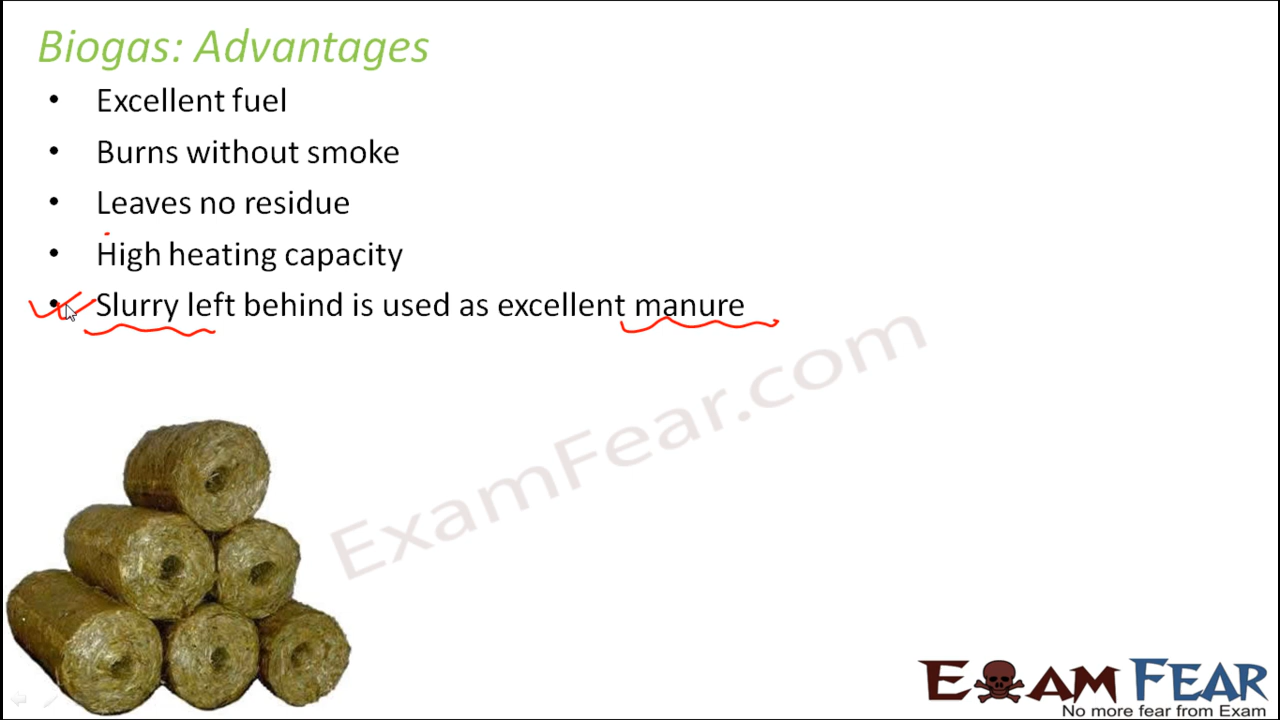 Biogas: Advantages
• Excellent fuel
• Burns without smoke
• Leaves no residue
• High heating capacity
• Slurry left behind is used as excellent manure
ExamFear.com
EXAM FEAR
No more fear from Exam